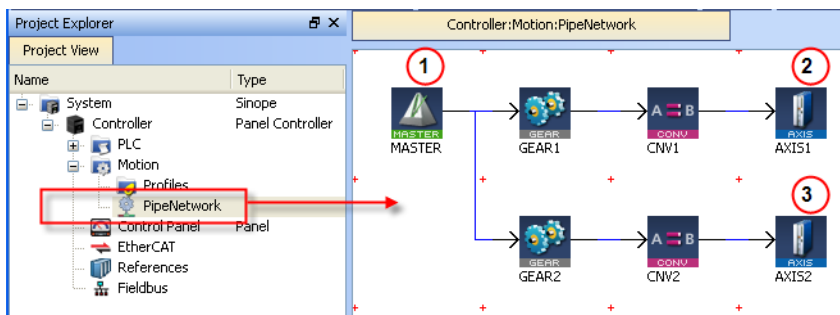 Project Explorer
Project View
Name Type
System Sinope
Controller Panel Controller
PLC
Motion
Profiles
PipeNetwork
Control Panel Panel
EtherCAT
References
Fieldbus
Controller:Motion:PipeNetwork
1 2
MASTER GEAR A B CONV AXIS
MASTER GEAR1 CNV1 AXIS1
3
GEAR A B CONV AXIS
GEAR2 CNV2 AXIS2